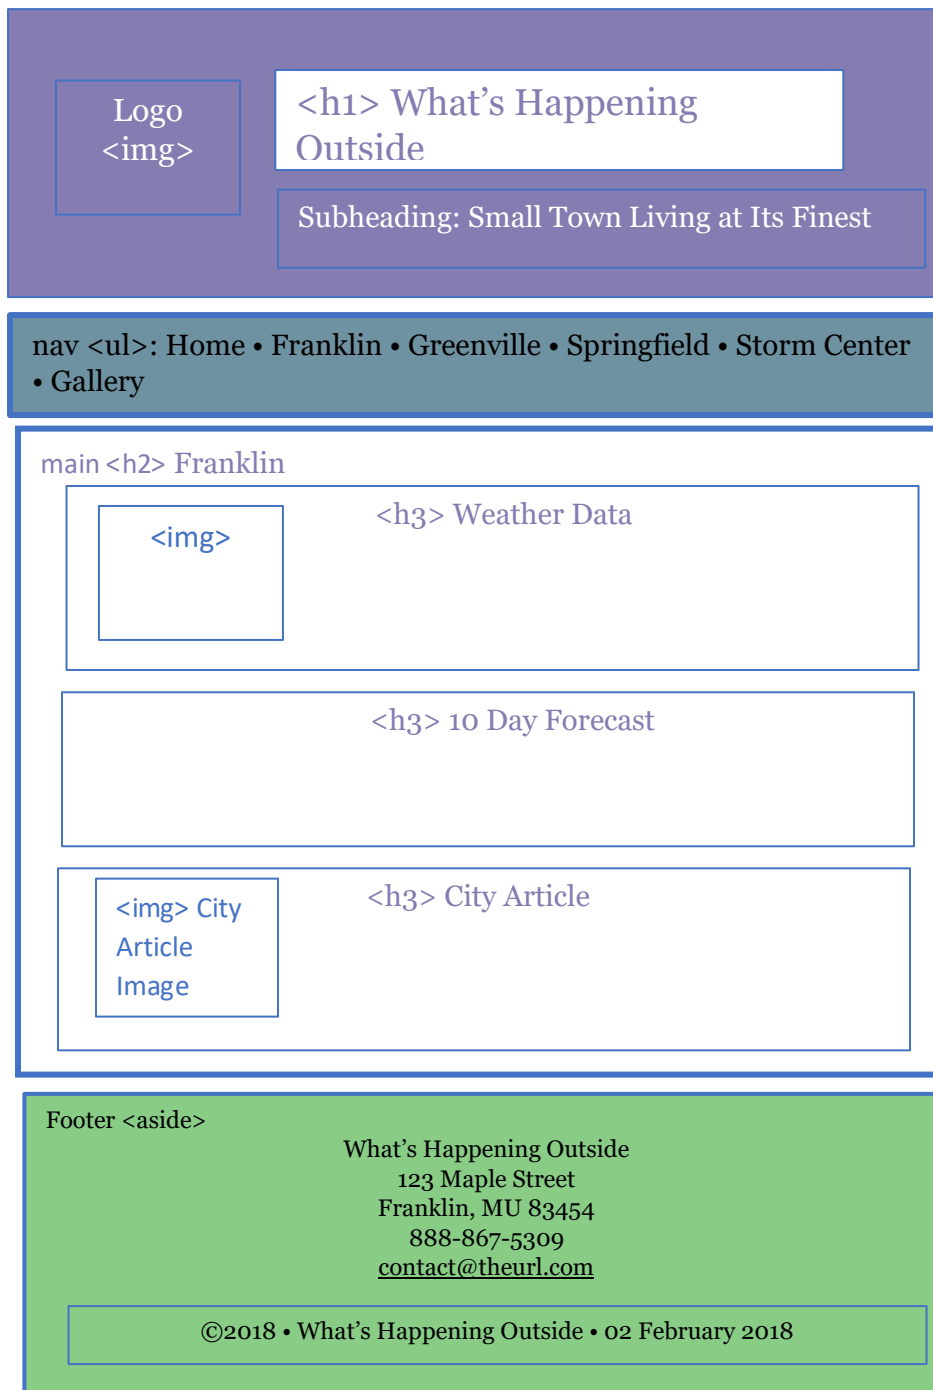 Logo
<img>
<h1> What’s Happening
Outside
Subheading: Small Town Living at Its Finest
nav <ul>: Home • Franklin • Greenville • Springfield • Storm Center
• Gallery
main <h2> Franklin
<img>
<h3> Weather Data
<h3> 10 Day Forecast
<img> City
Article
Image
<h3> City Article
Footer <aside>
What’s Happening Outside
123 Maple Street
Franklin, MU 83454
888-867-5309
contact@theurl.com
©2018 • What’s Happening Outside • 02 February 2018